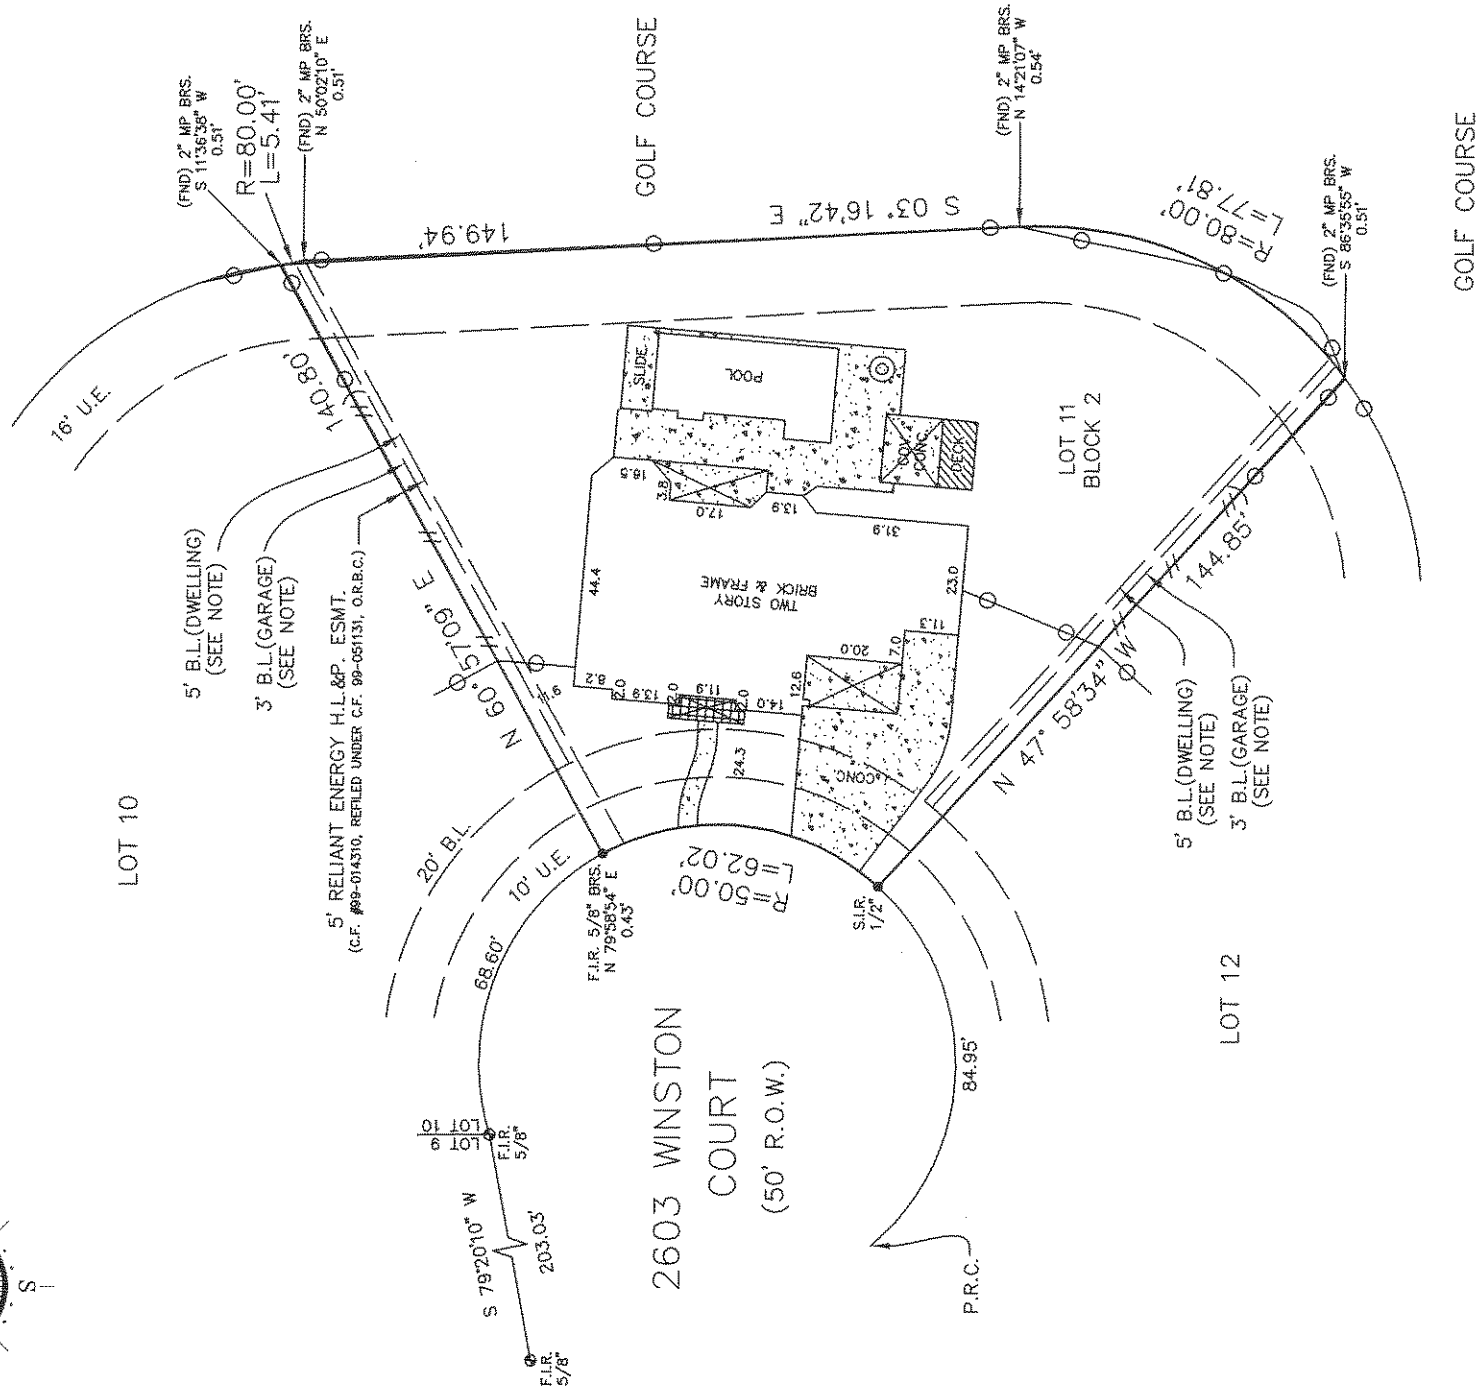 S
(FND) 2" MP BRS.
S 11°36'38" W
0.51'
R=80.00'
L=5.41'
(FND) 2" MP BRS.
N 50°02'10" E
0.51'
16' U.E.
140.80'
149.94'
S 03° 16'42" E
GOLF COURSE
(FND) 2" MP BRS.
N 14°21'07" W
0.54'
R=80.00'
L=77.81'
(FND) 2" MP BRS.
S 86°35'55" W
0.51'
GOLF COURSE
5' B.L.(DWELLING)
(SEE NOTE)
3' B.L.(GARAGE)
(SEE NOTE)
5' RELIANT ENERGY H.L.&P. ESMT.
(C.F. #99-014310, REFILED UNDER C.F. 99-051131, O.R.B.C.)
N 60° 57'09" E
LOT 10
20' B.L.
10' U.E.
SLIDE
POOL
COV.
CONC.
DECK
LOT 11
BLOCK 2
16.5
3.8
17.0
13.9
31.9
44.4
TWO STORY
BRICK & FRAME
23.0
11.3
7.0
20.0
12.6
8.2
2.0
13.9
2.0
11.9
2.0
14.0
11.6
24.3
CONC.
144.85'
N 47° 58'34" W
5' B.L.(DWELLING)
(SEE NOTE)
3' B.L.(GARAGE)
(SEE NOTE)
R=50.00'
L=62.02'
F.I.R. 5/8" BRS.
N 79°58'54" E
0.43'
S.I.R.
1/2"
68.60'
LOT 12
2603 WINSTON
COURT
(50' R.O.W.)
84.95'
LOT 10
LOT 9
F.I.R.
5/8"
S 79°20'10" W
203.03'
F.I.R.
5/8"
P.R.C.